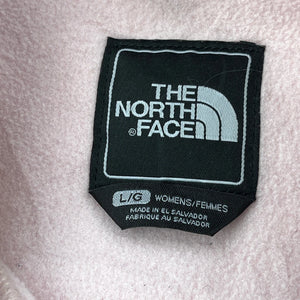 THE
NORTH
®FACE
L/G WOMENS/FEMMES
MADE IN EL SALVADOR
FABRIQUE AU SALVADOR